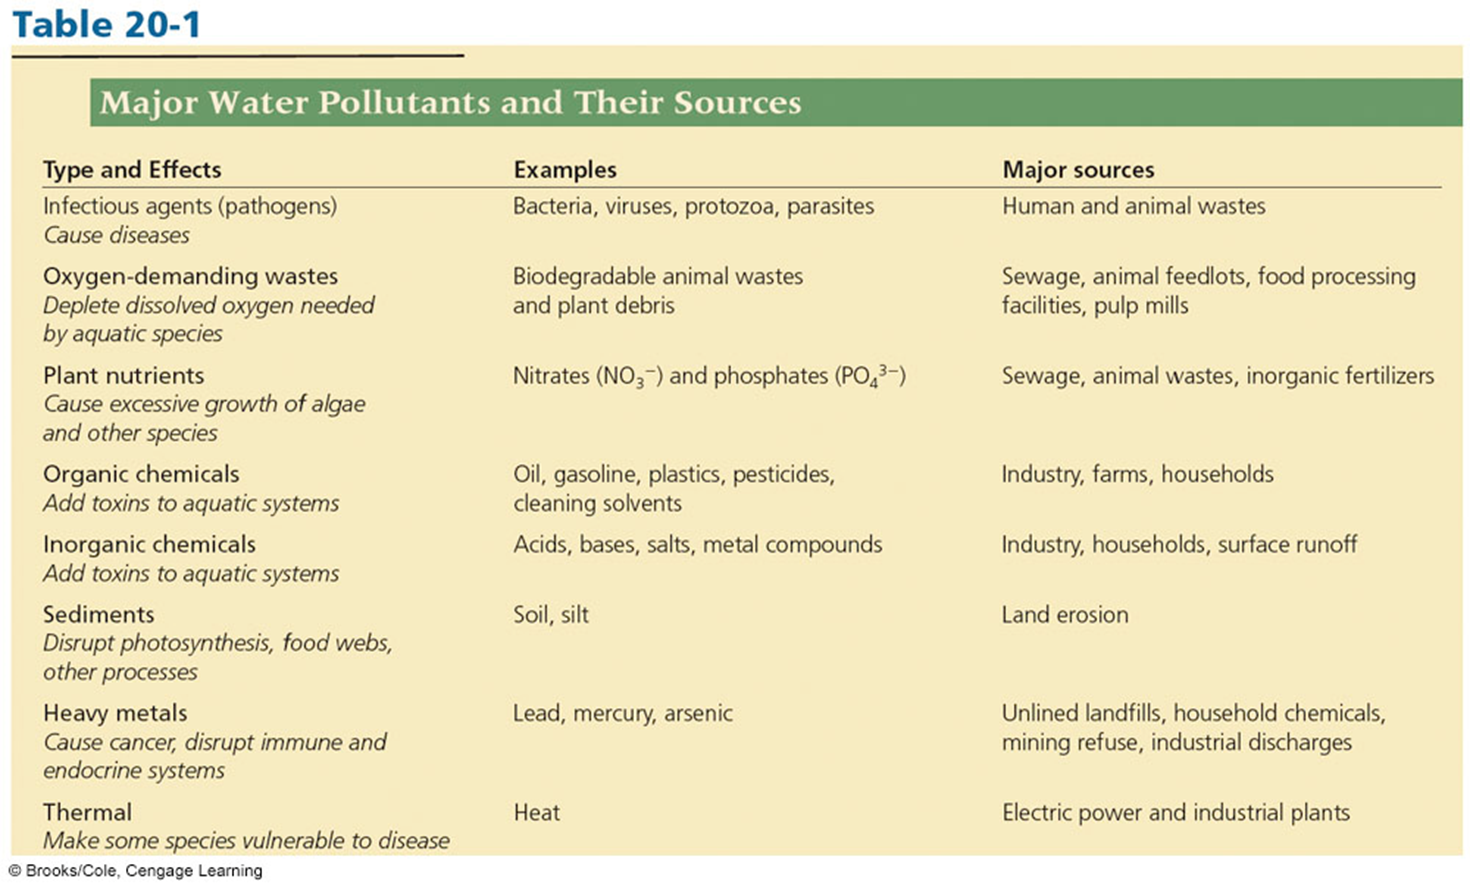 Table 20-1
Major Water Pollutants and Their Sources
Type and Effects Examples Major sources
Infectious agents (pathogens) Bacteria, viruses, protozoa, parasites Human and animal wastes
Cause diseases
Oxygen-demanding wastes Biodegradable animal wastes Sewage, animal feedlots, food processing
Deplete dissolved oxygen needed and plant debris facilities, pulp mills
by aquatic species
Plant nutrients Nitrates (NO₃⁻) and phosphates (PO₄³⁻) Sewage, animal wastes, inorganic fertilizers
Cause excessive growth of algae
and other species
Organic chemicals Oil, gasoline, plastics, pesticides, Industry, farms, households
Add toxins to aquatic systems cleaning solvents
Inorganic chemicals Acids, bases, salts, metal compounds Industry, households, surface runoff
Add toxins to aquatic systems
Sediments Soil, silt Land erosion
Disrupt photosynthesis, food webs,
other processes
Heavy metals Lead, mercury, arsenic Unlined landfills, household chemicals,
Cause cancer, disrupt immune and mining refuse, industrial discharges
endocrine systems
Thermal Heat Electric power and industrial plants
Make some species vulnerable to disease
© Brooks/Cole, Cengage Learning